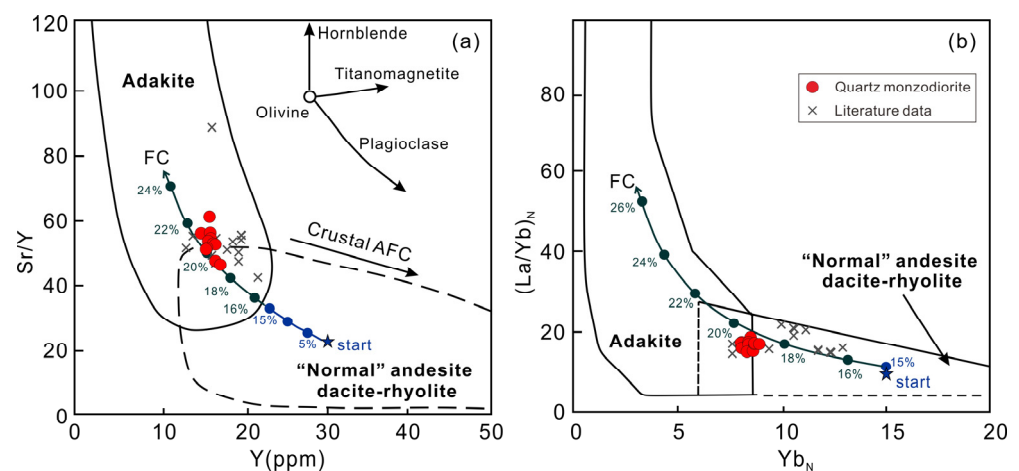 (a)
120
100
80
60
40
20
0
Sr/Y
0
10
20
30
40
50
Y(ppm)
Adakite
Hornblende
Titanomagnetite
Olivine
Plagioclase
FC
24%
22%
20%
18%
16%
15%
5%
start
Crustal AFC
“Normal” andesite
dacite-rhyolite
(b)
80
60
40
20
0
(La/Yb)N
0
5
10
15
20
YbN
Quartz monzodiorite
Literature data
FC
26%
24%
22%
20%
18%
16%
15%
start
Adakite
“Normal” andesite
dacite-rhyolite